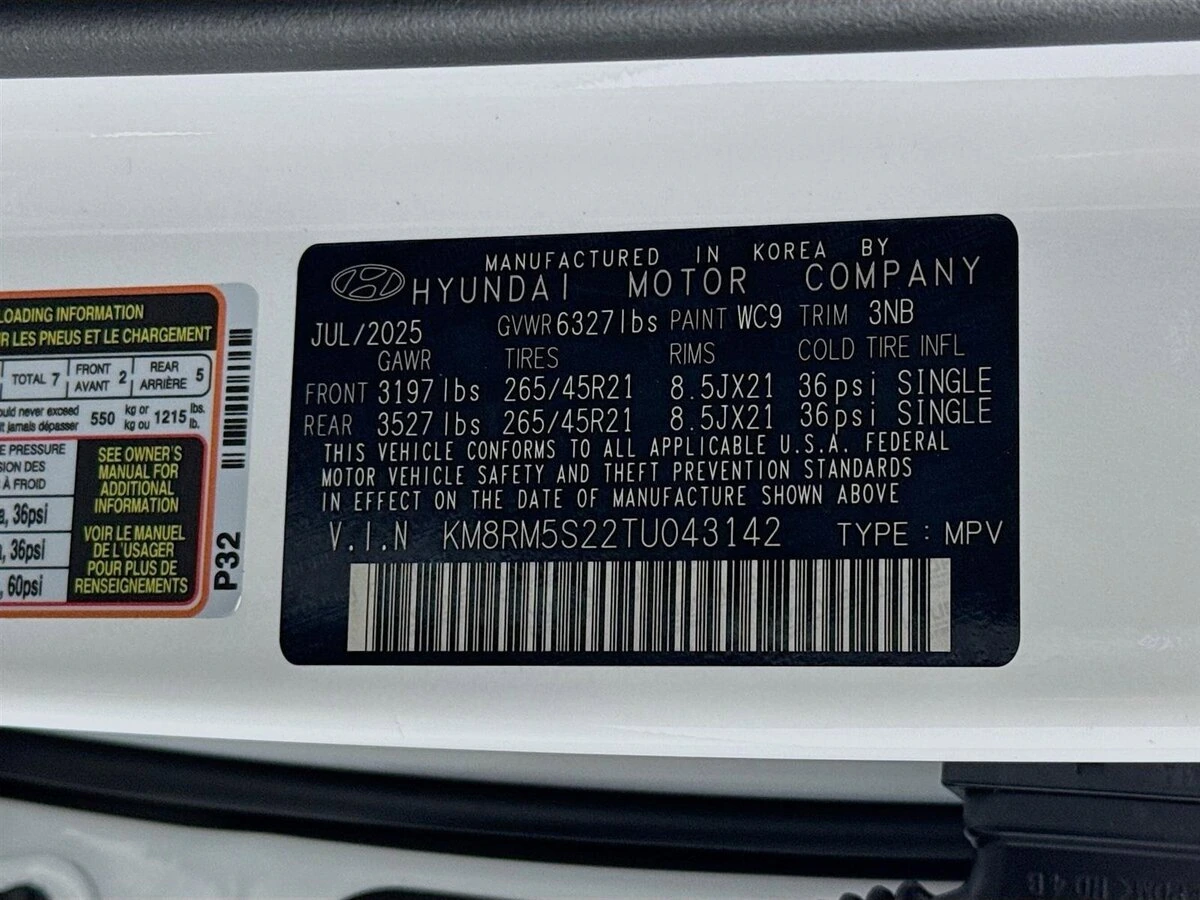 MANUFACTURED IN KOREA BY
HYUNDAI MOTOR COMPANY
JUL/2025 GVWR 6327lbs PAINT WC9 TRIM 3NB
GAWR TIRES RIMS COLD TIRE INFL
FRONT 3197lbs 265/45R21 8.5JX21 36psi SINGLE
REAR 3527lbs 265/45R21 8.5JX21 36psi SINGLE
THIS VEHICLE CONFORMS TO ALL APPLICABLE U.S.A. FEDERAL
MOTOR VEHICLE SAFETY AND THEFT PREVENTION STANDARDS
IN EFFECT ON THE DATE OF MANUFACTURE SHOWN ABOVE
V.I.N KM8RM5S22TU043142 TYPE : MPV
LOADING INFORMATION
R LES PNEUS ET LE CHARGEMENT
TOTAL 7 FRONT AVANT 2 REAR ARRIÈRE 5
ould never exceed 550 kg or 1215 lbs.
it jamais dépasser kg ou lb.
E PRESSURE
SION DES
À FROID
a, 36psi
, 36psi
, 60psi
SEE OWNER'S
MANUAL FOR
ADDITIONAL
INFORMATION
VOIR LE MANUEL
DE L'USAGER
POUR PLUS DE
RENSEIGNEMENTS
P32